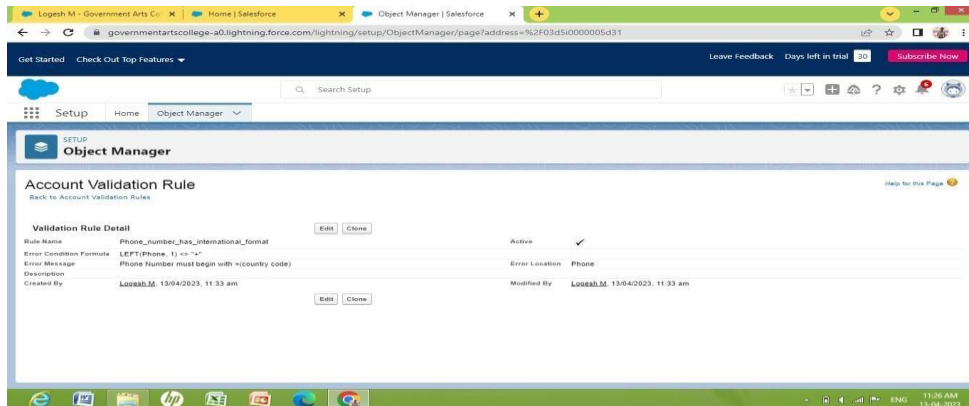 Logesh M - Government Arts Co
Home | Salesforce
Object Manager | Salesforce
governmentartscollege-a0.lightning.force.com/lightning/setup/ObjectManager/page?address=%2F03d5i0000005d31
Get Started Check Out Top Features
Leave Feedback Days left in trial 30 Subscribe Now
Search Setup
Setup Home Object Manager
SETUP
Object Manager
Account Validation Rule
Help for this Page
Back to Account Validation Rules
Validation Rule Detail Edit Clone
Rule Name Phone_number_has_international_format Active ✓
Error Condition Formula LEFT(Phone, 1) <> "+"
Error Message Phone Number must begin with +(country code) Error Location Phone
Description
Created By Logesh M, 13/04/2023, 11:33 am Modified By Logesh M, 13/04/2023, 11:33 am
Edit Clone
ENG 11:26 AM
13-04-2023